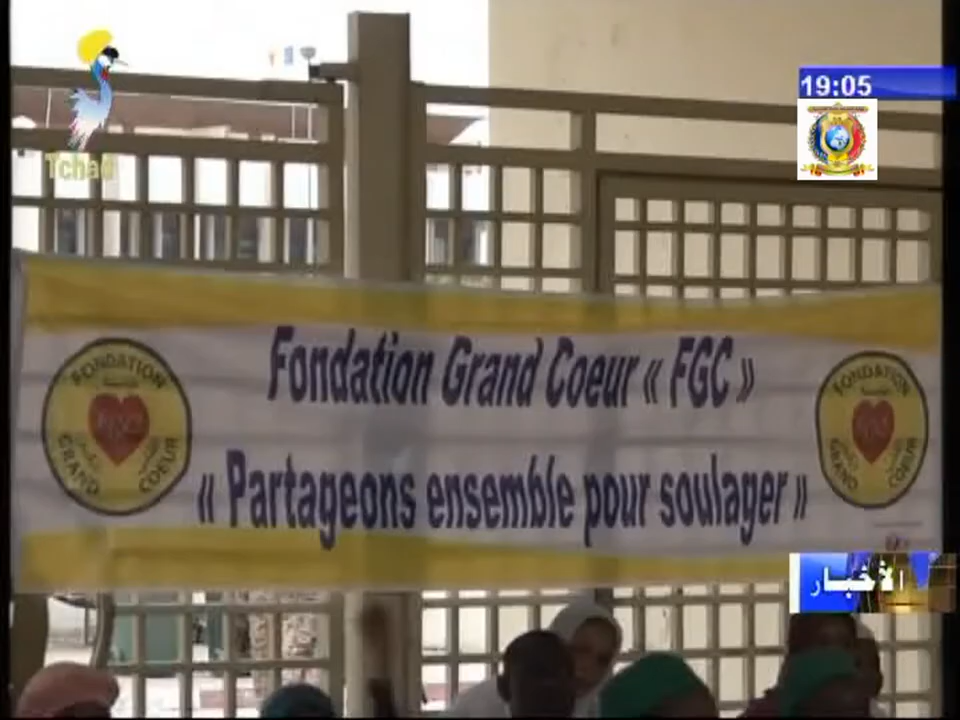 19:05
Tchad
Fondation Grand Coeur « FGC »
FONDATION
GRAND
COEUR
FONDATION
GRAND
COEUR
« Partageons ensemble pour soulager »
الأخبار